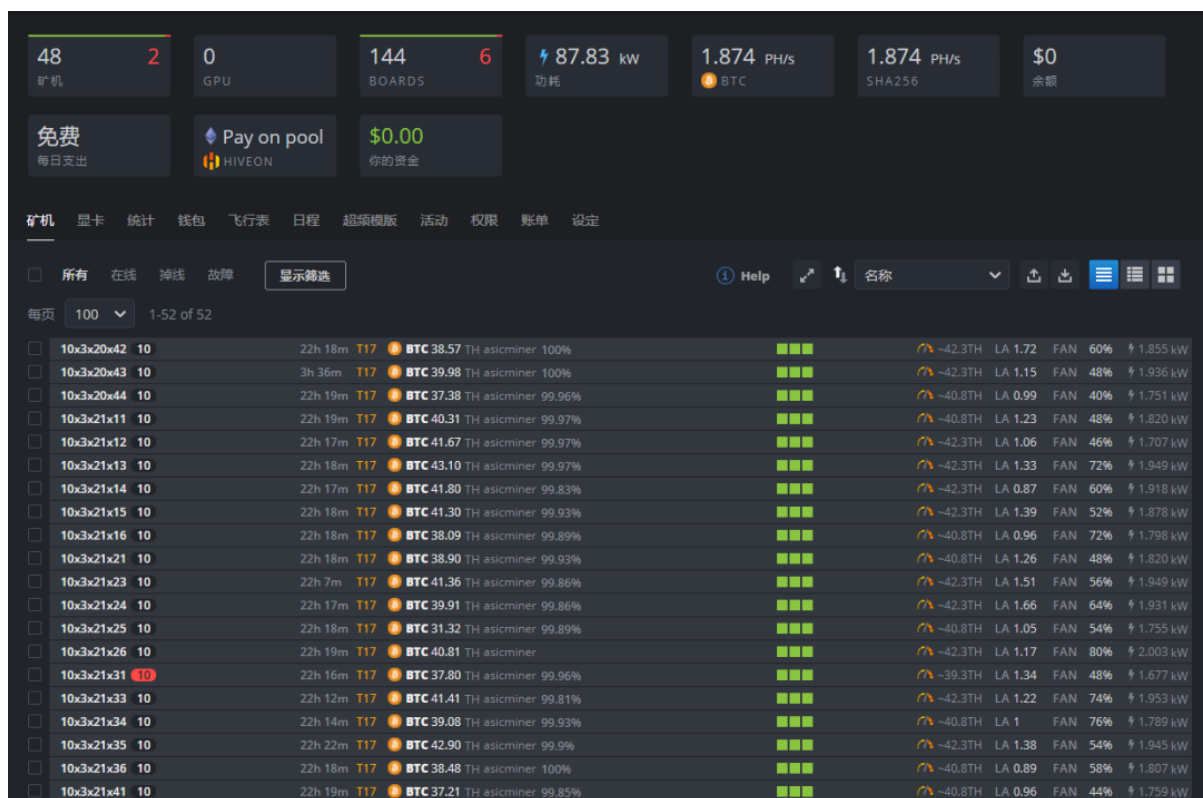 48 2 0 144 6 87.83 kW 1.874 PH/s 1.874 PH/s $0
矿机 GPU BOARDS 功耗 BTC SHA256 余额
免费 Pay on pool $0.00
每日支出 HIVEON 你的资金
矿机 显卡 统计 钱包 飞行表 日程 超频模版 活动 权限 账单 设定
所有 在线 掉线 故障 显示筛选 Help 名称
每页 100 1-52 of 52
10x3x20x42 10 22h 18m T17 BTC 38.57 TH asicminer 100% ~42.3TH LA 1.72 FAN 60% 1.855 kW
10x3x20x43 10 3h 36m T17 BTC 39.98 TH asicminer 100% ~42.3TH LA 1.15 FAN 48% 1.936 kW
10x3x20x44 10 22h 19m T17 BTC 37.38 TH asicminer 99.96% ~40.8TH LA 0.99 FAN 40% 1.751 kW
10x3x21x11 10 22h 19m T17 BTC 40.31 TH asicminer 99.97% ~40.8TH LA 1.23 FAN 48% 1.820 kW
10x3x21x12 10 22h 17m T17 BTC 41.67 TH asicminer 99.97% ~42.3TH LA 1.06 FAN 46% 1.707 kW
10x3x21x13 10 22h 18m T17 BTC 43.10 TH asicminer 99.97% ~42.3TH LA 1.33 FAN 72% 1.949 kW
10x3x21x14 10 22h 17m T17 BTC 41.80 TH asicminer 99.83% ~42.3TH LA 0.87 FAN 60% 1.918 kW
10x3x21x15 10 22h 18m T17 BTC 41.30 TH asicminer 99.93% ~42.3TH LA 1.39 FAN 52% 1.878 kW
10x3x21x16 10 22h 18m T17 BTC 38.09 TH asicminer 99.89% ~40.8TH LA 0.96 FAN 72% 1.798 kW
10x3x21x21 10 22h 18m T17 BTC 38.90 TH asicminer 99.93% ~40.8TH LA 1.26 FAN 48% 1.820 kW
10x3x21x23 10 22h 7m T17 BTC 41.36 TH asicminer 99.86% ~42.3TH LA 1.51 FAN 56% 1.949 kW
10x3x21x24 10 22h 17m T17 BTC 39.91 TH asicminer 99.86% ~42.3TH LA 1.66 FAN 64% 1.931 kW
10x3x21x25 10 22h 18m T17 BTC 31.32 TH asicminer 99.89% ~40.8TH LA 1.05 FAN 54% 1.755 kW
10x3x21x26 10 22h 19m T17 BTC 40.81 TH asicminer ~42.3TH LA 1.17 FAN 80% 2.003 kW
10x3x21x31 10 22h 16m T17 BTC 37.80 TH asicminer 99.96% ~39.3TH LA 1.34 FAN 48% 1.677 kW
10x3x21x33 10 22h 12m T17 BTC 41.41 TH asicminer 99.81% ~42.3TH LA 1.22 FAN 74% 1.953 kW
10x3x21x34 10 22h 14m T17 BTC 39.08 TH asicminer 99.93% ~40.8TH LA 1 FAN 76% 1.789 kW
10x3x21x35 10 22h 22m T17 BTC 42.90 TH asicminer 99.9% ~42.3TH LA 1.38 FAN 54% 1.945 kW
10x3x21x36 10 22h 18m T17 BTC 38.48 TH asicminer 100% ~40.8TH LA 0.89 FAN 58% 1.807 kW
10x3x21x41 10 22h 19m T17 BTC 37.21 TH asicminer 99.85% ~40.8TH LA 0.96 FAN 44% 1.759 kW